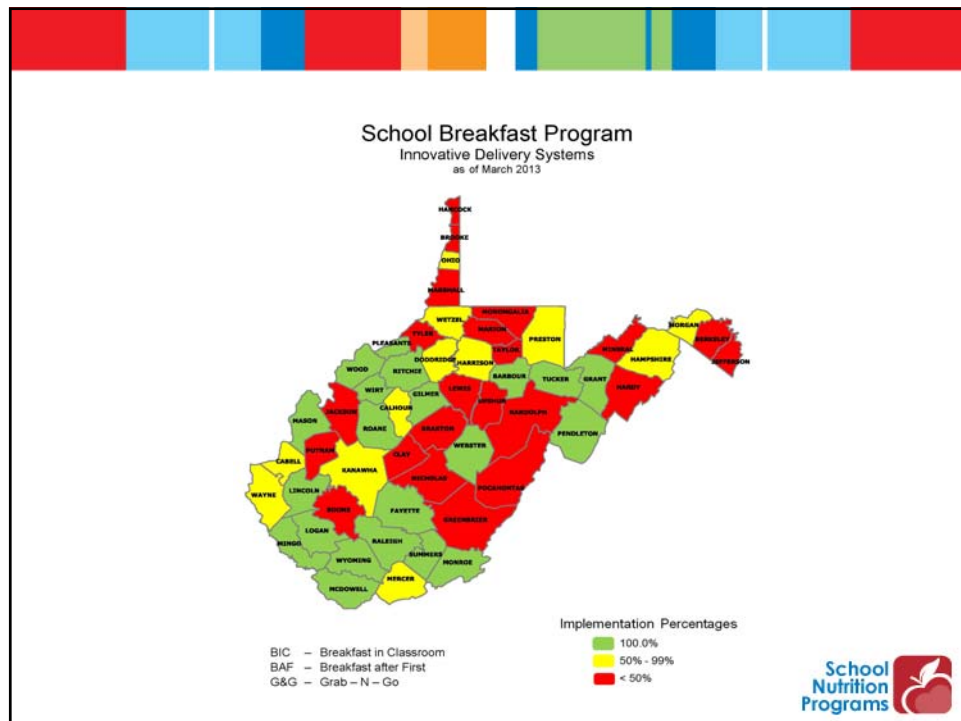 School Breakfast Program
Innovative Delivery Systems
as of March 2013
HANCOCK
BROOKE
OHIO
MARSHALL
WETZEL
MONONGALIA
MARION
TYLER
PLEASANTS
TAYLOR
PRESTON
MORGAN
BERKELEY
JEFFERSON
MINERAL
HAMPSHIRE
DODDRIDGE
HARRISON
WOOD
RITCHIE
BARBOUR
TUCKER
GRANT
HARDY
WIRT
GILMER
LEWIS
UPSHUR
RANDOLPH
CALHOUN
JACKSON
MASON
ROANE
BRAXTON
PENDLETON
WEBSTER
PUTNAM
CLAY
CABELL
KANAWHA
NICHOLAS
POCAHONTAS
WAYNE
LINCOLN
BOONE
FAYETTE
GREENBRIER
LOGAN
MINGO
RALEIGH
SUMMERS
MONROE
WYOMING
MERCER
MCDOWELL
Implementation Percentages
100.0%
50% - 99%
< 50%
BIC – Breakfast in Classroom
BAF – Breakfast after First
G&G – Grab – N – Go
School
Nutrition
Programs